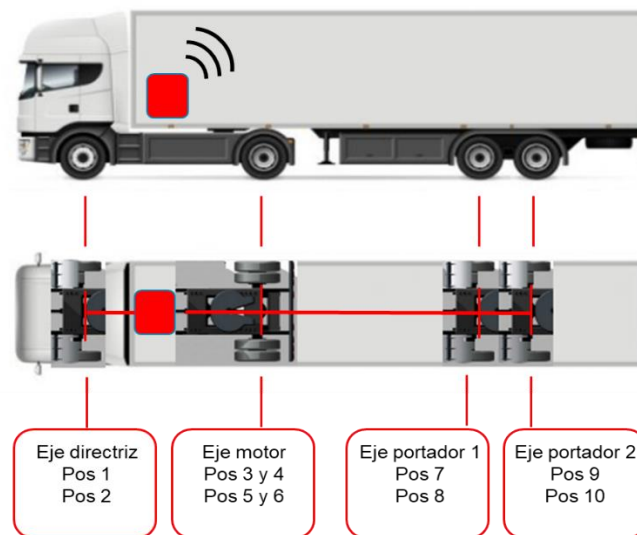 Eje directriz
Pos 1
Pos 2
Eje motor
Pos 3 y 4
Pos 5 y 6
Eje portador 1
Pos 7
Pos 8
Eje portador 2
Pos 9
Pos 10